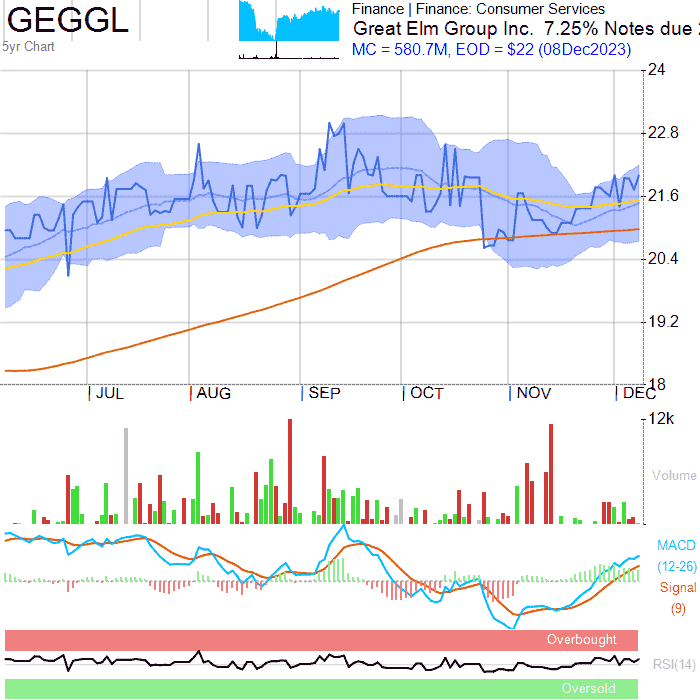 GEGGL
5yr Chart
Finance | Finance: Consumer Services
Great Elm Group Inc. 7.25% Notes due
MC = 580.7M, EOD = $22 (08Dec2023)
24
22.8
21.6
20.4
19.2
18
JUL AUG SEP OCT NOV DEC
12k
Volume
MACD
(12-26)
Signal
(9)
Overbought
RSI(14)
Oversold